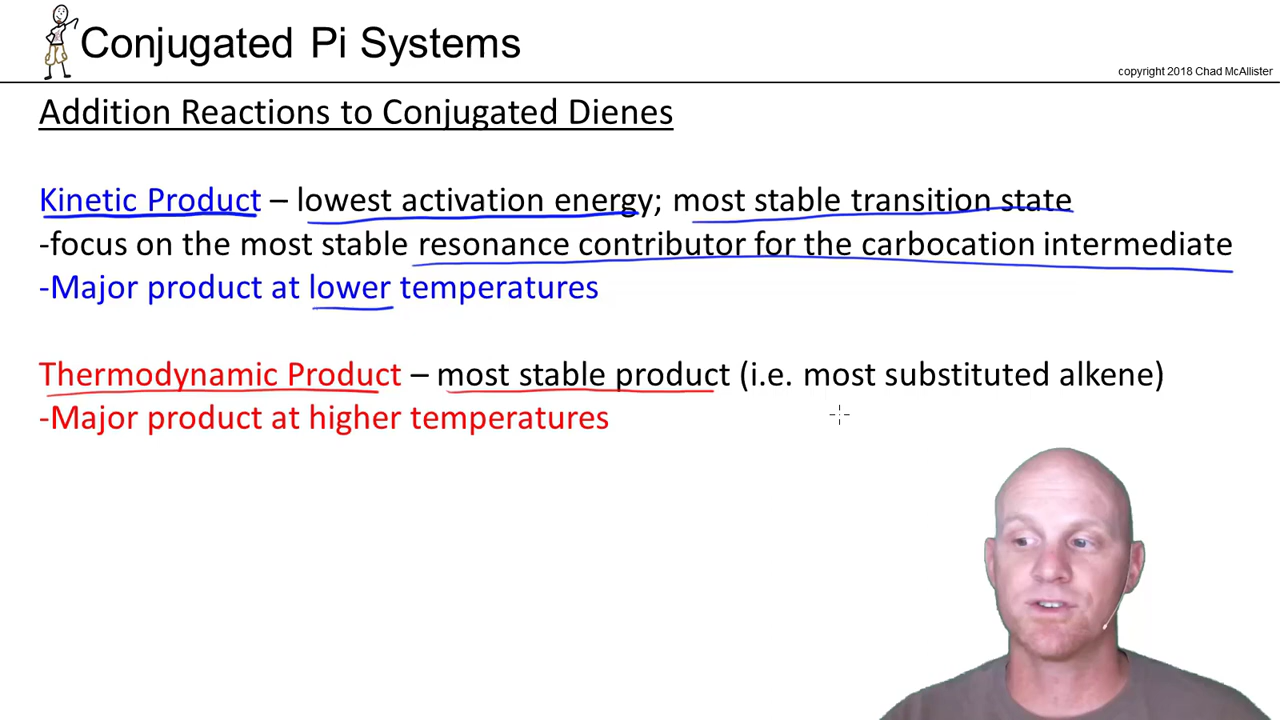 Conjugated Pi Systems
copyright 2018 Chad McAllister
Addition Reactions to Conjugated Dienes
Kinetic Product – lowest activation energy; most stable transition state
-focus on the most stable resonance contributor for the carbocation intermediate
-Major product at lower temperatures
Thermodynamic Product – most stable product (i.e. most substituted alkene)
-Major product at higher temperatures